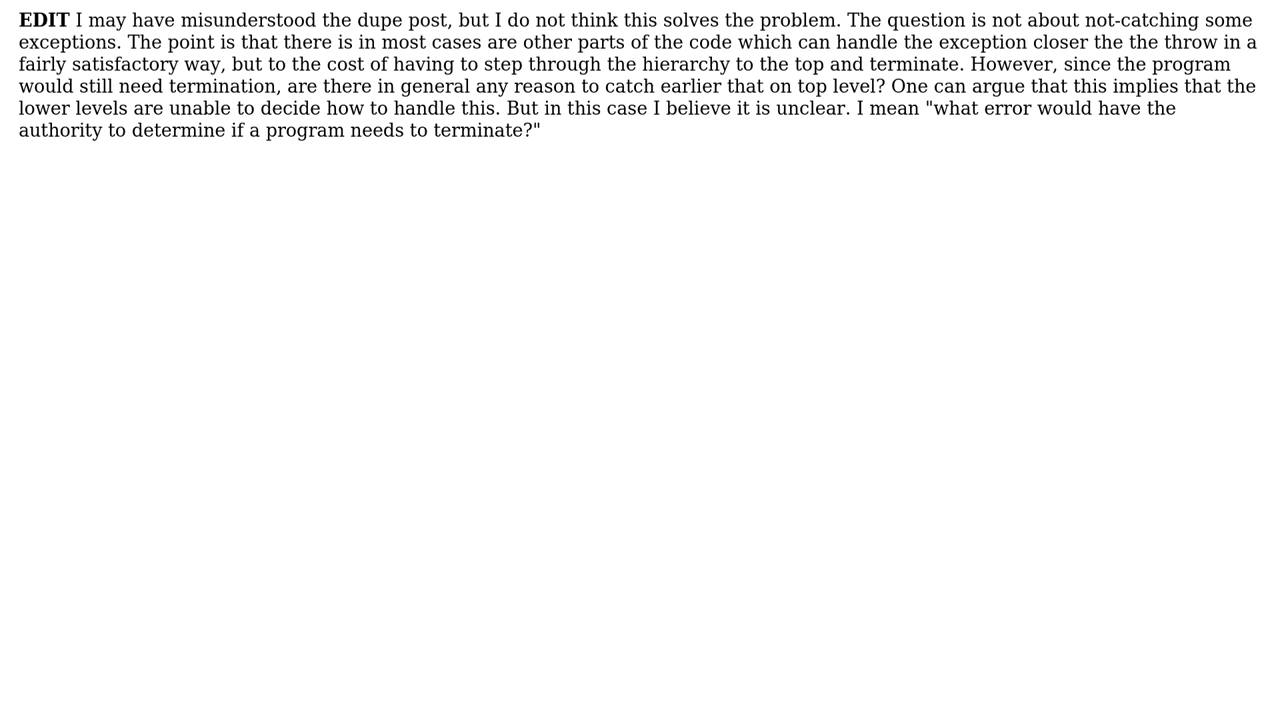 EDIT I may have misunderstood the dupe post, but I do not think this solves the problem. The question is not about not-catching some
exceptions. The point is that there is in most cases are other parts of the code which can handle the exception closer the the throw in a
fairly satisfactory way, but to the cost of having to step through the hierarchy to the top and terminate. However, since the program
would still need termination, are there in general any reason to catch earlier that on top level? One can argue that this implies that the
lower levels are unable to decide how to handle this. But in this case I believe it is unclear. I mean "what error would have the
authority to determine if a program needs to terminate?"